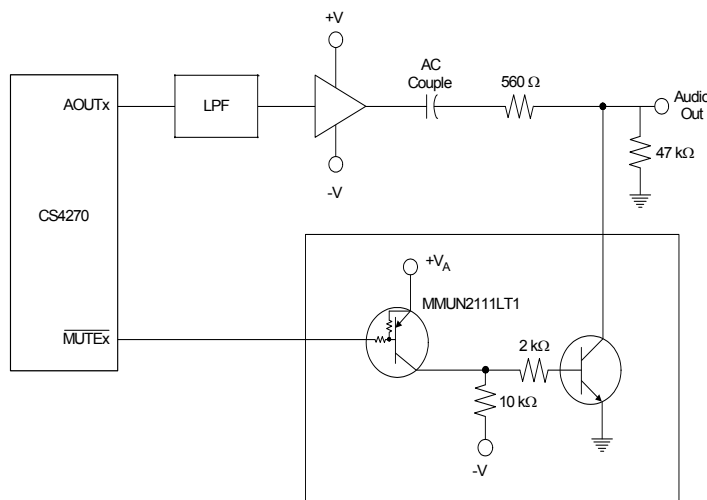 +V
AC
Couple
560 Ω
AOUTx
LPF
Audio
Out
47 kΩ
-V
CS4270
+VA
MMUN2111LT1
MUTEx
2 kΩ
10 kΩ
-V